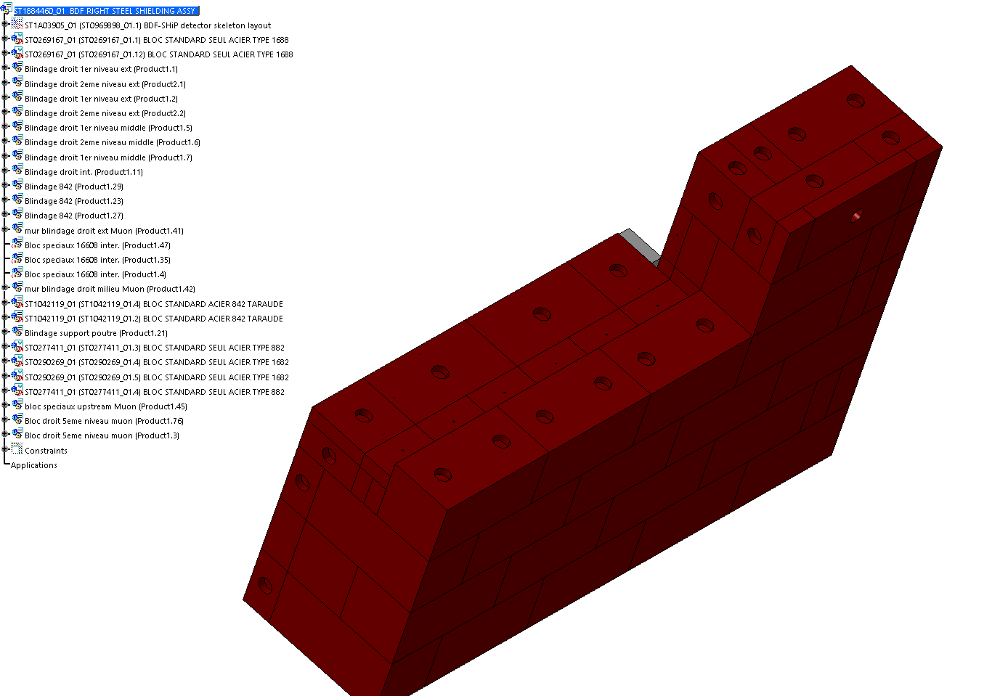 ST1884460_01 BDF RIGHT STEEL SHIELDING ASSY
ST1A03905_01 (ST0969898_01.1) BDF-SHiP detector skeleton layout
ST0269167_01 (ST0269167_01.1) BLOC STANDARD SEUL ACIER TYPE 1688
ST0269167_01 (ST0269167_01.12) BLOC STANDARD SEUL ACIER TYPE 1688
Blindage droit 1er niveau ext (Product1.1)
Blindage droit 2eme niveau ext (Product2.1)
Blindage droit 1er niveau ext (Product1.2)
Blindage droit 2eme niveau ext (Product2.2)
Blindage droit 1er niveau middle (Product1.5)
Blindage droit 2eme niveau middle (Product1.6)
Blindage droit 1er niveau middle (Product1.7)
Blindage droit int. (Product1.11)
Blindage 842 (Product1.29)
Blindage 842 (Product1.23)
Blindage 842 (Product1.27)
mur blindage droit ext Muon (Product1.41)
Bloc speciaux 16608 inter. (Product1.47)
Bloc speciaux 16608 inter. (Product1.35)
Bloc speciaux 16608 inter. (Product1.4)
mur blindage droit milieu Muon (Product1.42)
ST1042119_01 (ST1042119_01.4) BLOC STANDARD ACIER 842 TARAUDE
ST1042119_01 (ST1042119_01.2) BLOC STANDARD ACIER 842 TARAUDE
Blindage support poutre (Product1.21)
ST0277411_01 (ST0277411_01.3) BLOC STANDARD SEUL ACIER TYPE 882
ST0290269_01 (ST0290269_01.4) BLOC STANDARD SEUL ACIER TYPE 1682
ST0290269_01 (ST0290269_01.5) BLOC STANDARD SEUL ACIER TYPE 1682
ST0277411_01 (ST0277411_01.4) BLOC STANDARD SEUL ACIER TYPE 882
bloc speciaux upstream Muon (Product1.45)
Bloc droit 5eme niveau muon (Product1.76)
Bloc droit 5eme niveau muon (Product1.3)
Constraints
Applications